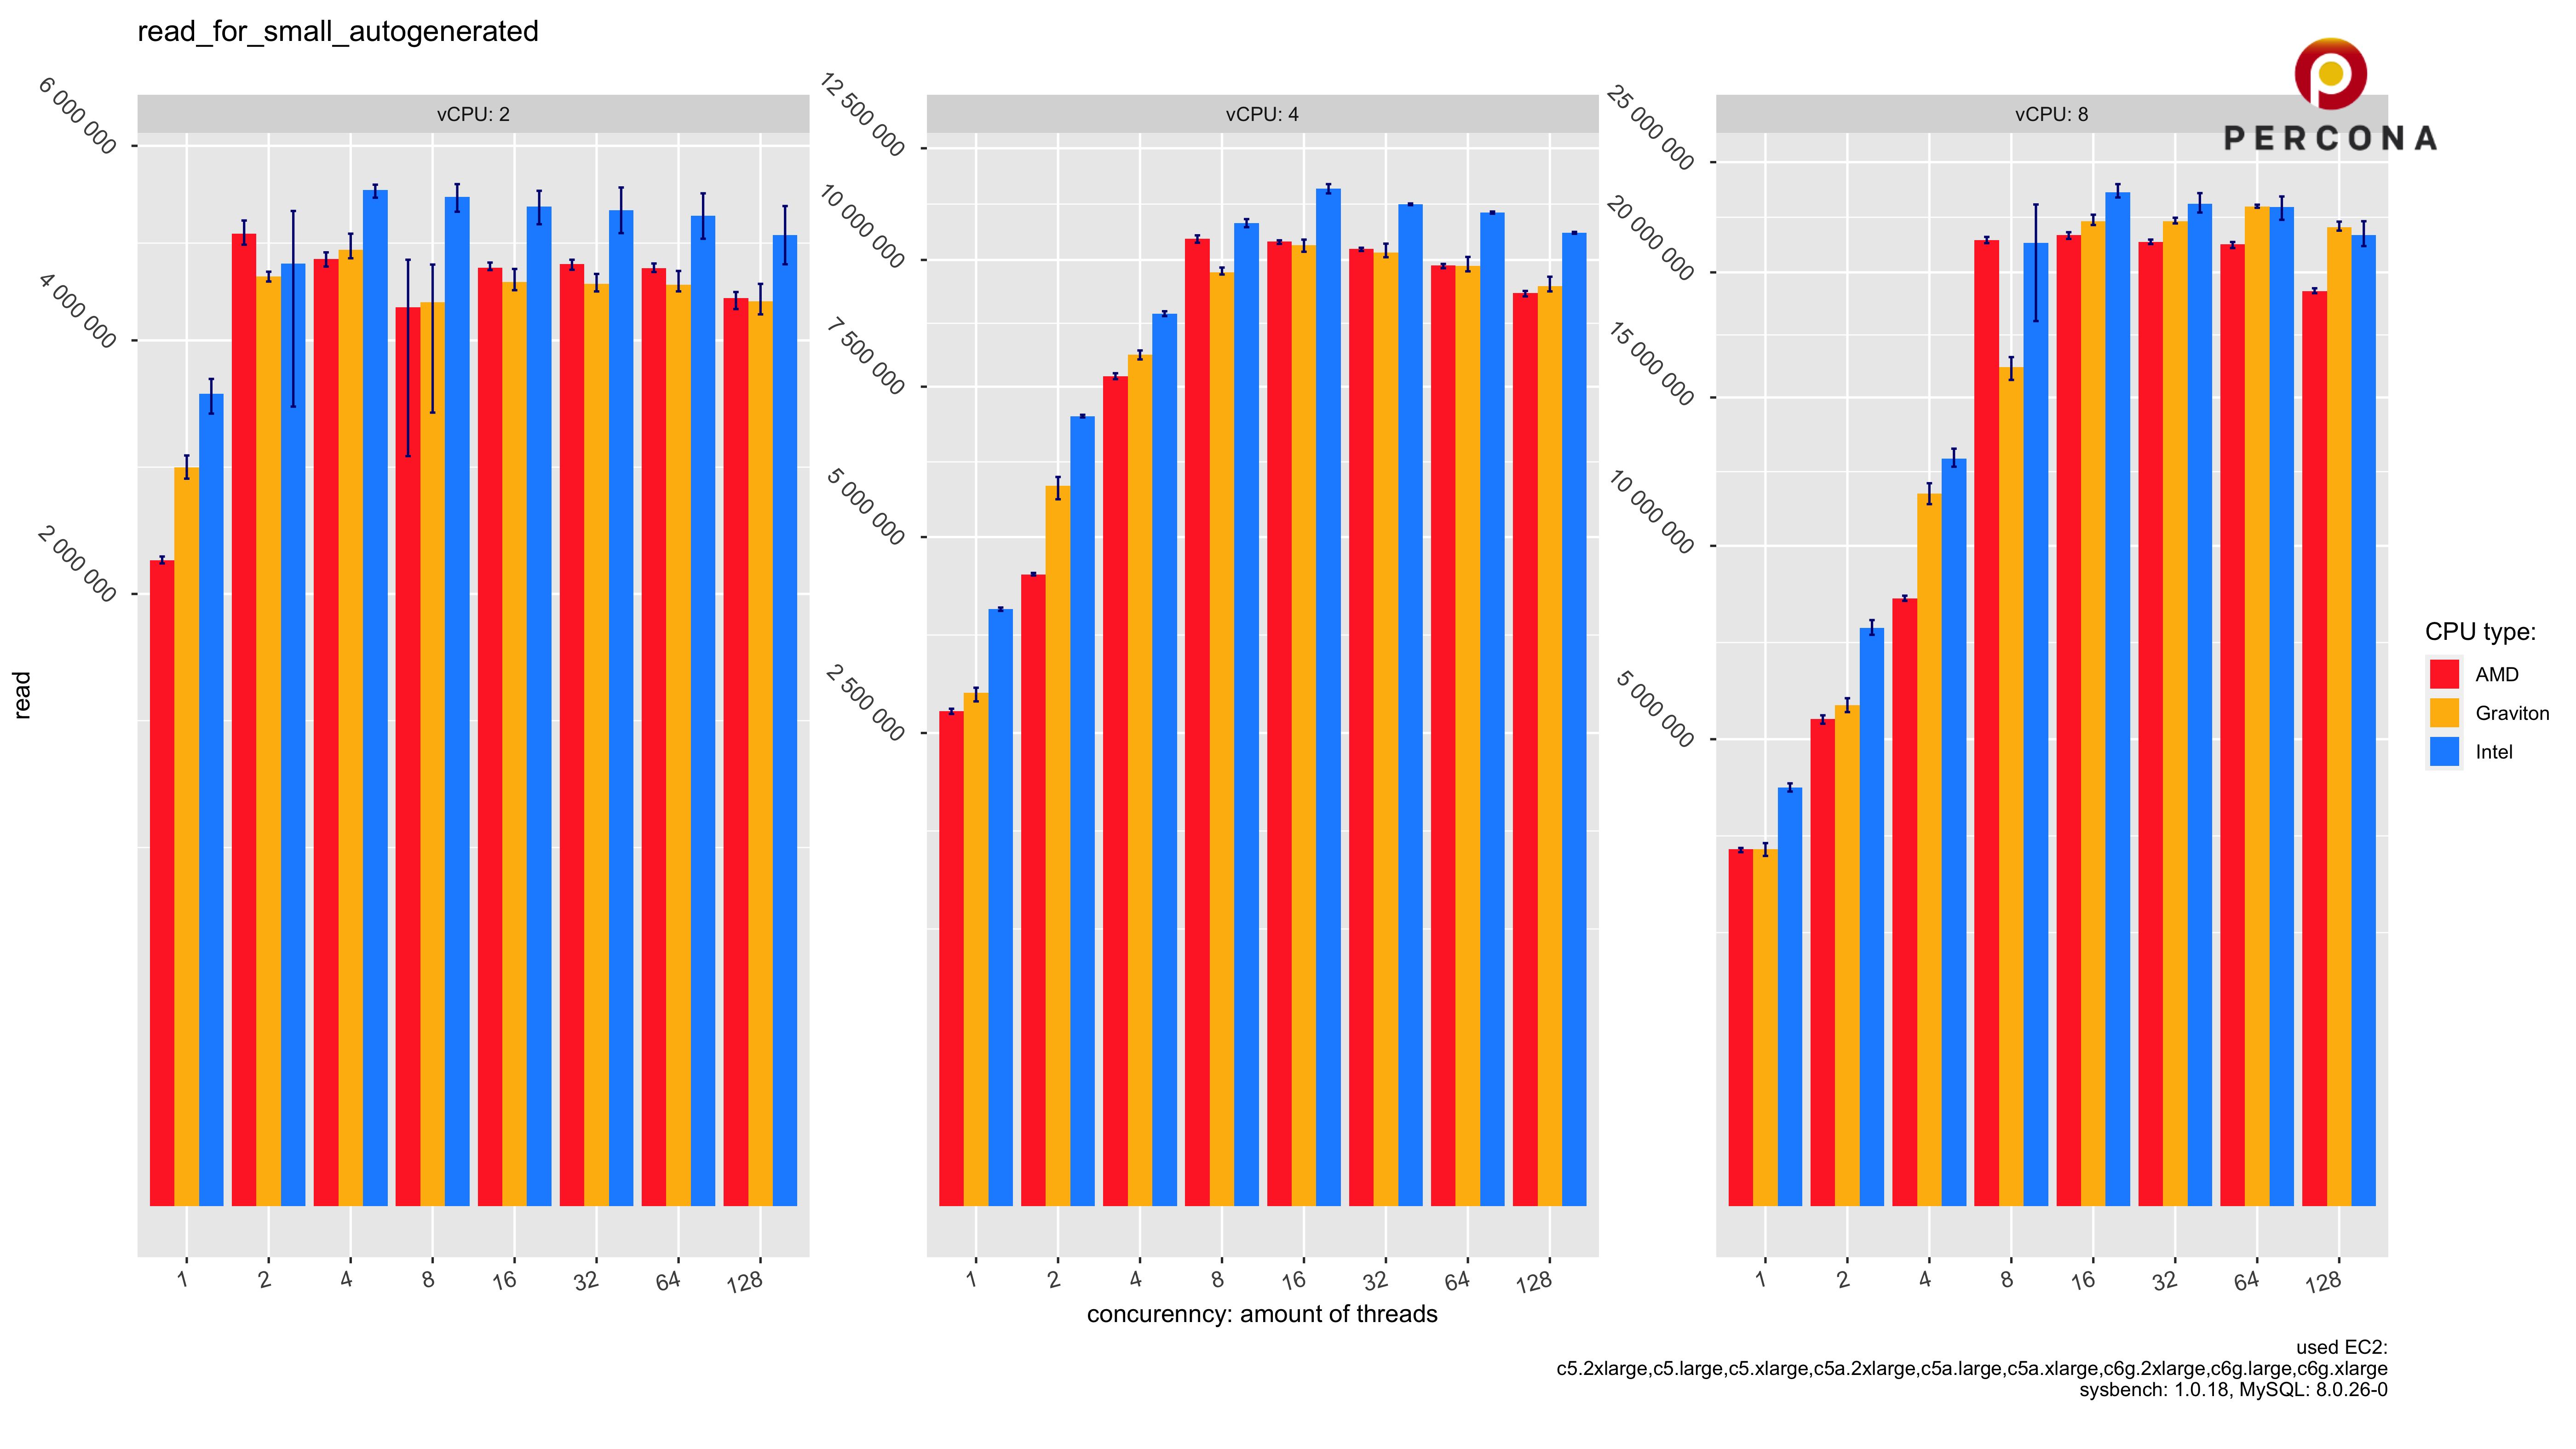 read_for_small_autogenerated
PERCONA
vCPU: 2
vCPU: 4
vCPU: 8
6 000 000
4 000 000
2 000 000
12 500 000
10 000 000
7 500 000
5 000 000
2 500 000
25 000 000
20 000 000
15 000 000
10 000 000
5 000 000
read
1 2 4 8 16 32 64 128
1 2 4 8 16 32 64 128
1 2 4 8 16 32 64 128
concurenncy: amount of threads
CPU type:
AMD
Graviton
Intel
used EC2:
c5.2xlarge,c5.large,c5.xlarge,c5a.2xlarge,c5a.large,c5a.xlarge,c6g.2xlarge,c6g.large,c6g.xlarge
sysbench: 1.0.18, MySQL: 8.0.26-0